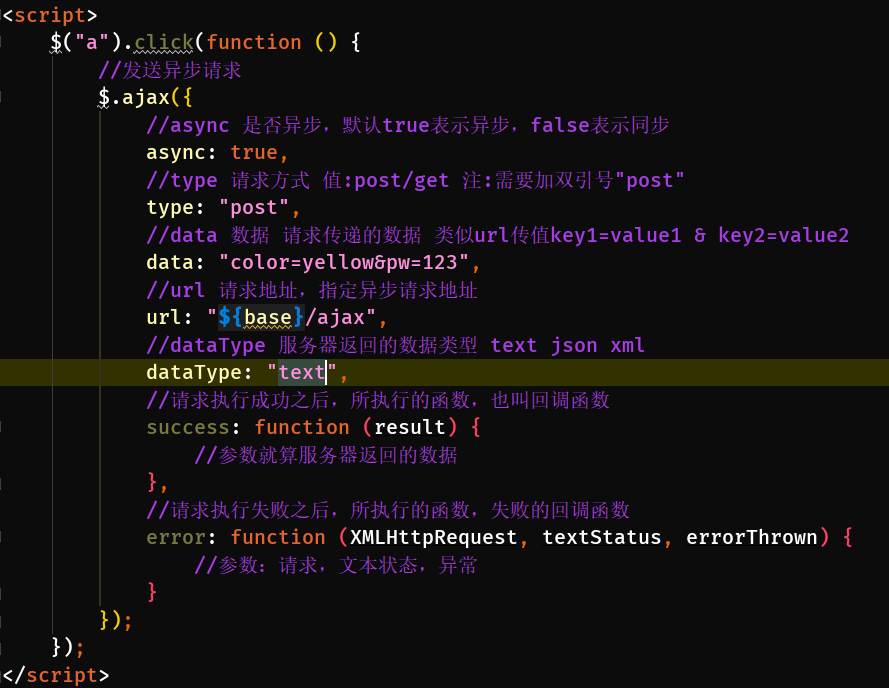 <script>
$("a").click(function () {
//发送异步请求
$.ajax({
//async 是否异步，默认true表示异步，false表示同步
async: true,
//type 请求方式 值:post/get 注:需要加双引号"post"
type: "post",
//data 数据 请求传递的数据 类似url传值key1=value1 & key2=value2
data: "color=yellow&pw=123",
//url 请求地址，指定异步请求地址
url: "${base}/ajax",
//dataType 服务器返回的数据类型 text json xml
dataType: "text",
//请求执行成功之后，所执行的函数，也叫回调函数
success: function (result) {
//参数就算服务器返回的数据
},
//请求执行失败之后，所执行的函数，失败的回调函数
error: function (XMLHttpRequest, textStatus, errorThrown) {
//参数：请求，文本状态，异常
}
});
});
</script>